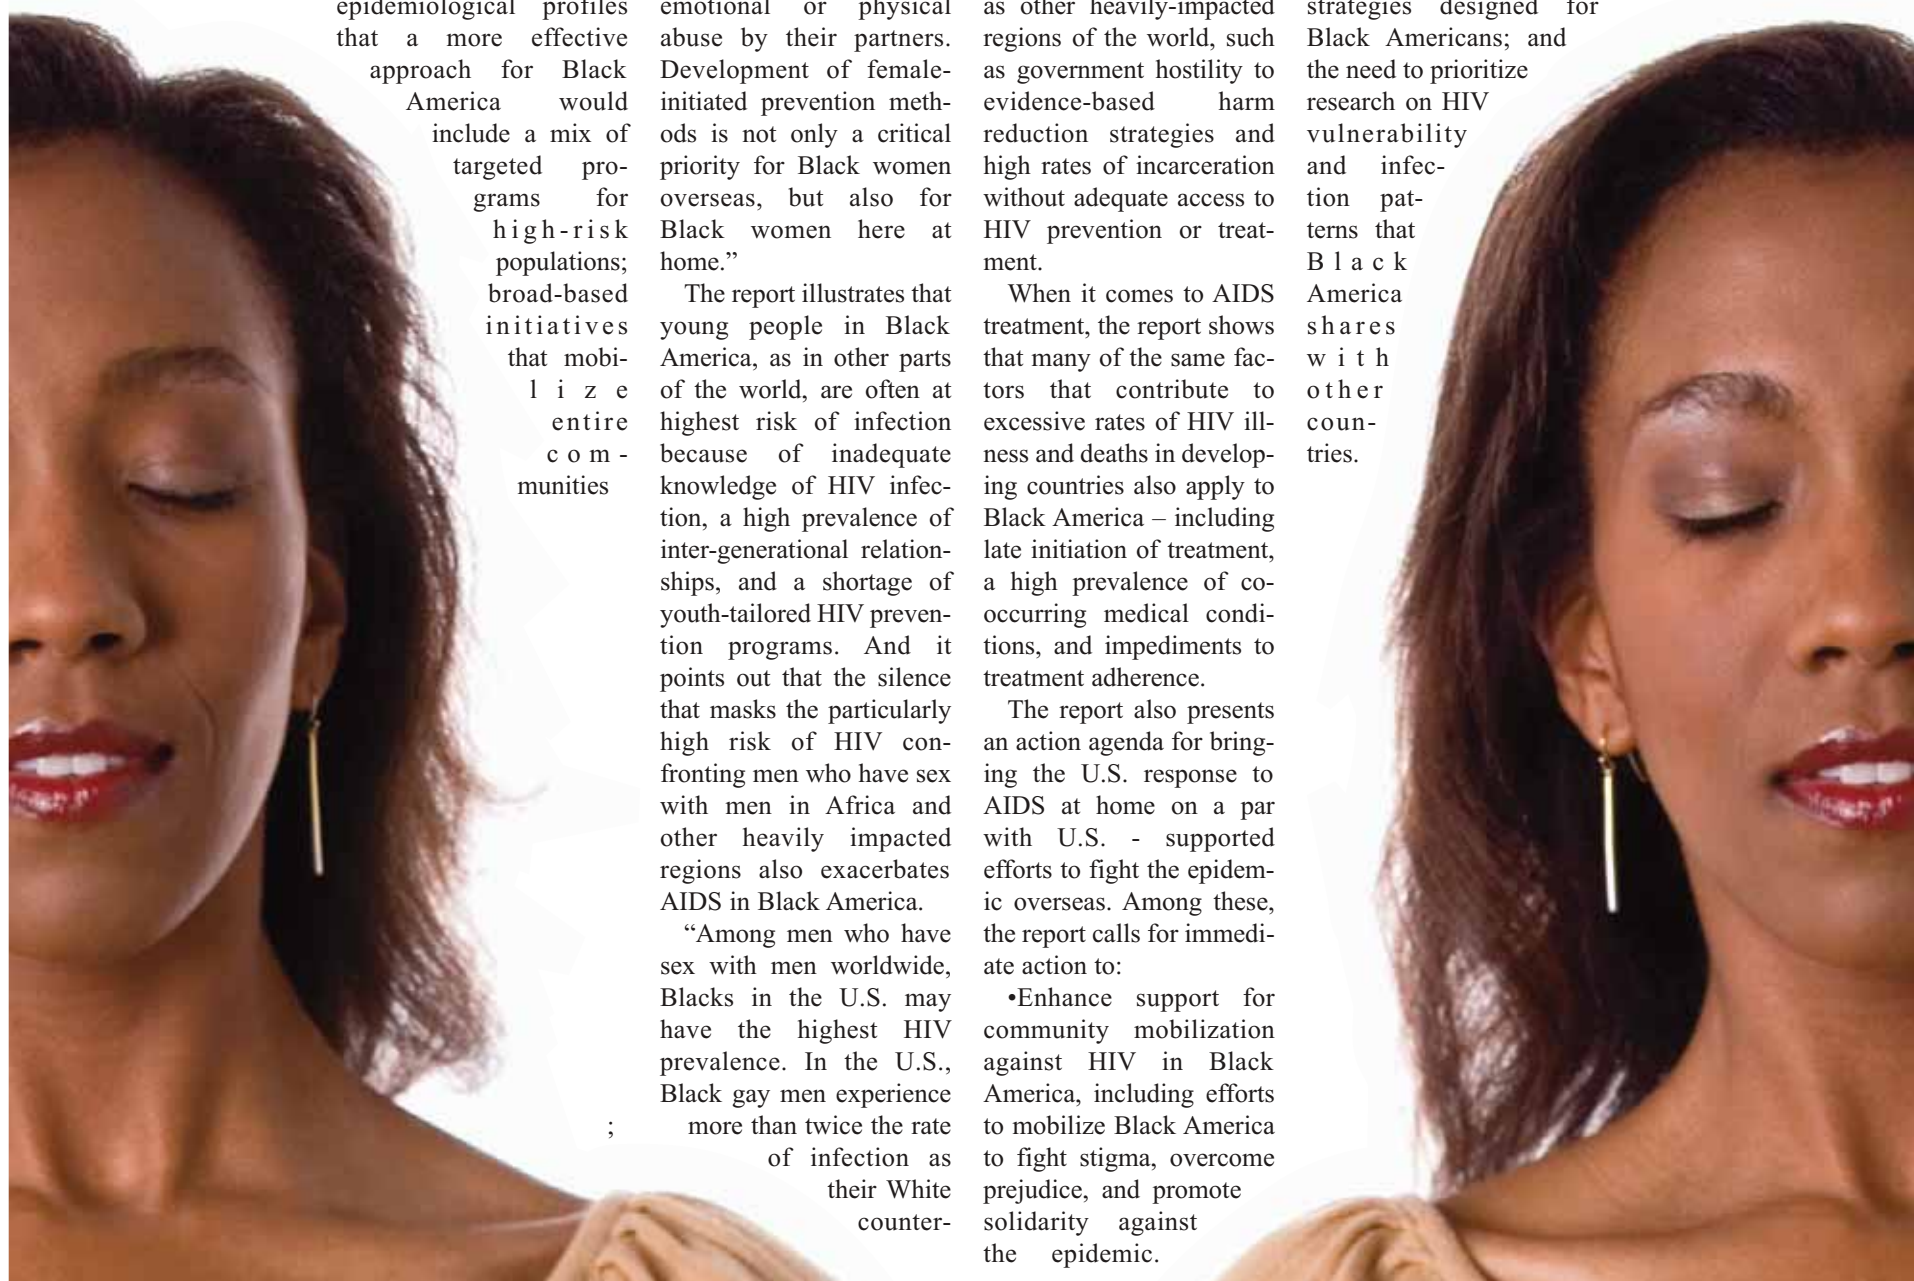 epidemiological profiles
that a more effective
approach for Black
America would
include a mix of
targeted pro-
grams for
high-risk
populations;
broad-based
initiatives
that mobi-
lize
entire
com-
munities
;
emotional or physical
abuse by their partners.
Development of female-
initiated prevention meth-
ods is not only a critical
priority for Black women
overseas, but also for
Black women here at
home.”
The report illustrates that
young people in Black
America, as in other parts
of the world, are often at
highest risk of infection
because of inadequate
knowledge of HIV infec-
tion, a high prevalence of
inter-generational relation-
ships, and a shortage of
youth-tailored HIV preven-
tion programs. And it
points out that the silence
that masks the particularly
high risk of HIV con-
fronting men who have sex
with men in Africa and
other heavily impacted
regions also exacerbates
AIDS in Black America.
“Among men who have
sex with men worldwide,
Blacks in the U.S. may
have the highest HIV
prevalence. In the U.S.,
Black gay men experience
more than twice the rate
of infection as
their White
counter-
as other heavily-impacted
regions of the world, such
as government hostility to
evidence-based harm
reduction strategies and
high rates of incarceration
without adequate access to
HIV prevention or treat-
ment.
When it comes to AIDS
treatment, the report shows
that many of the same fac-
tors that contribute to
excessive rates of HIV ill-
ness and deaths in develop-
ing countries also apply to
Black America – including
late initiation of treatment,
a high prevalence of co-
occurring medical condi-
tions, and impediments to
treatment adherence.
The report also presents
an action agenda for bring-
ing the U.S. response to
AIDS at home on a par
with U.S. - supported
efforts to fight the epidem-
ic overseas. Among these,
the report calls for immedi-
ate action to:
•Enhance support for
community mobilization
against HIV in Black
America, including efforts
to mobilize Black America
to fight stigma, overcome
prejudice, and promote
solidarity against
the epidemic.
strategies designed for
Black Americans; and
the need to prioritize
research on HIV
vulnerability
and infec-
tion pat-
terns that
Black
America
shares
with
other
coun-
tries.